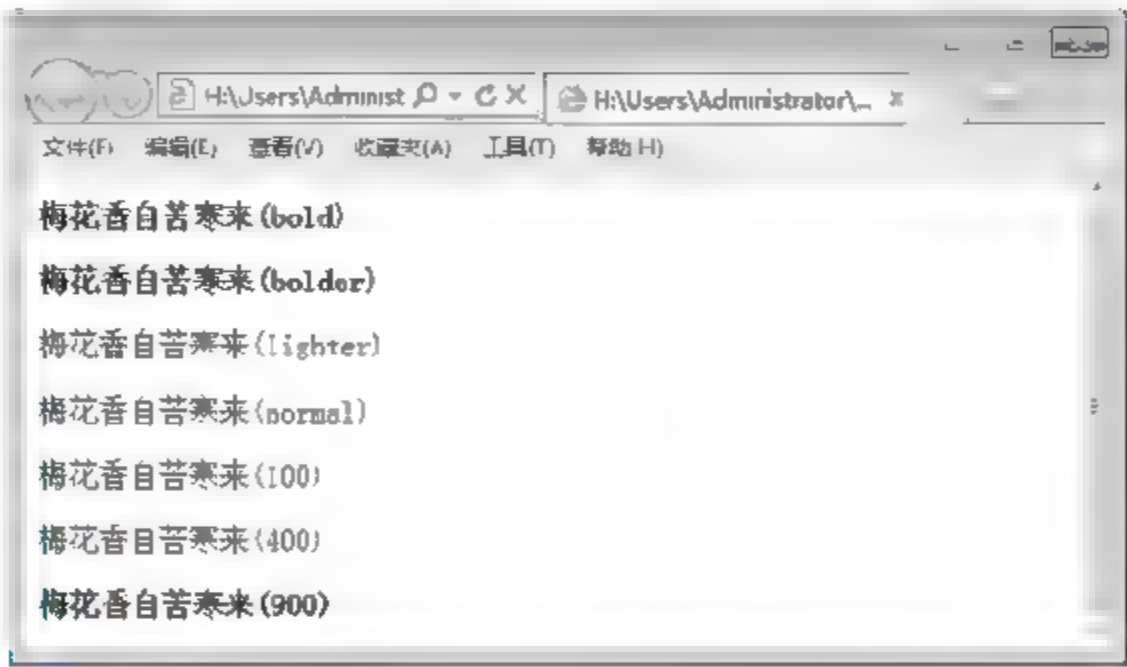 H:\Users\Administ
H:\Users\Administrator\...
文件(F) 编辑(E) 查看(V) 收藏夹(A) 工具(T) 帮助(H)
梅花香自苦寒来(bold)
梅花香自苦寒来(bolder)
梅花香自苦寒来(lighter)
梅花香自苦寒来(normal)
梅花香自苦寒来(100)
梅花香自苦寒来(400)
梅花香自苦寒来(900)